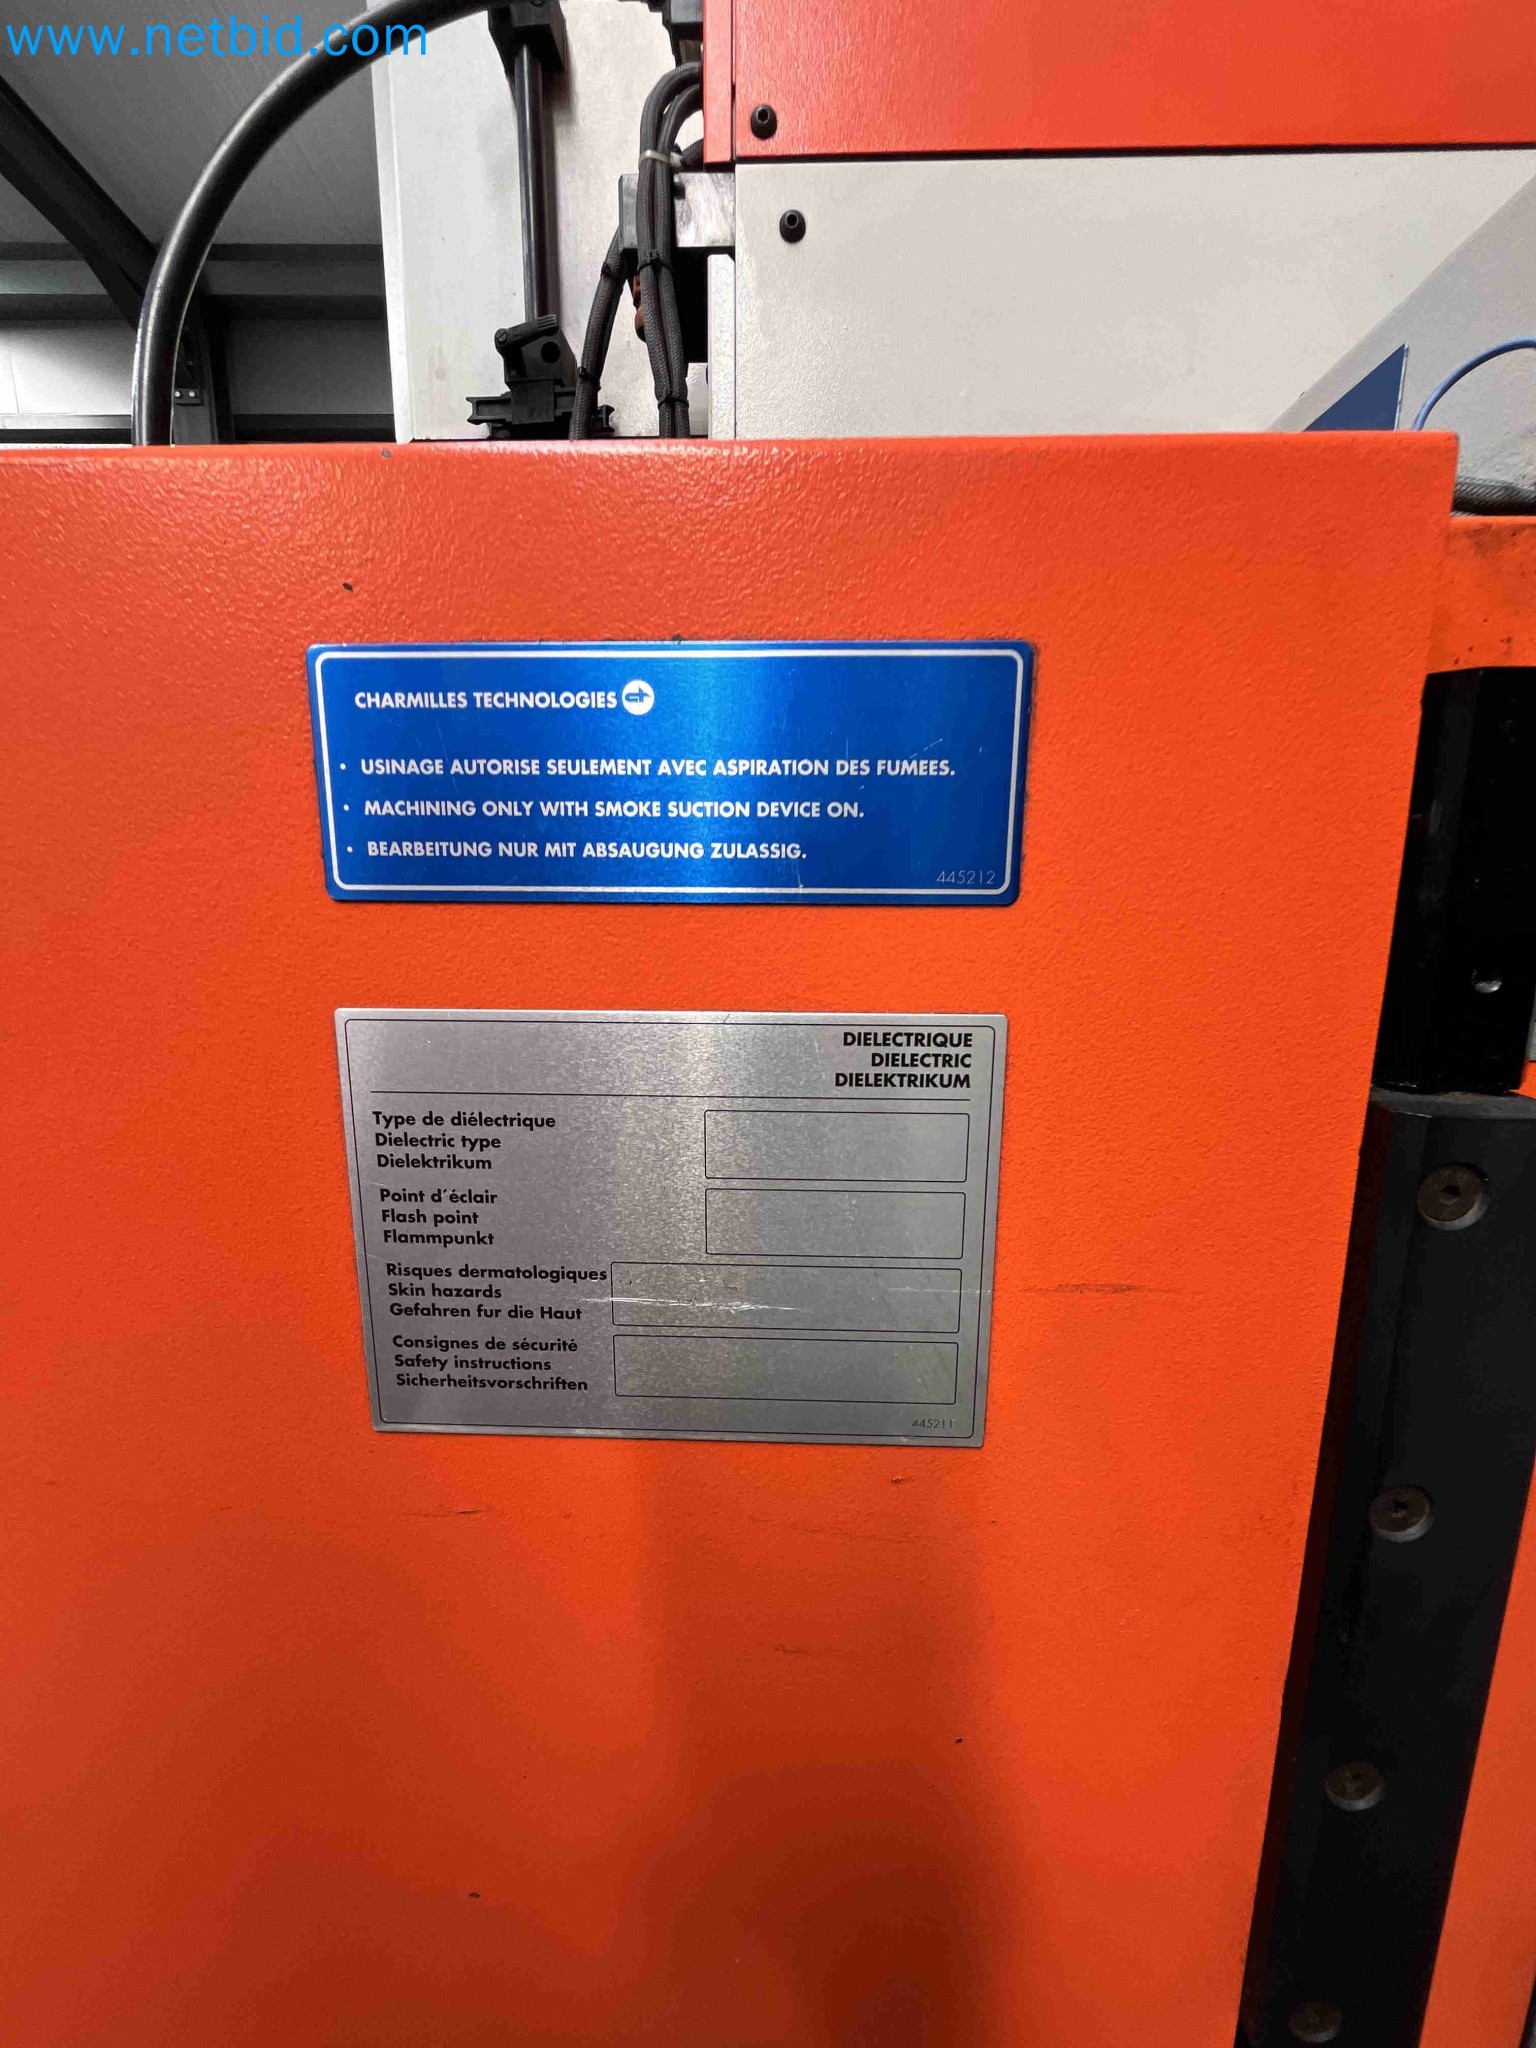 www.netbid.com
CHARMILLES TECHNOLOGIES
• USINAGE AUTORISE SEULEMENT AVEC ASPIRATION DES FUMEES.
• MACHINING ONLY WITH SMOKE SUCTION DEVICE ON.
• BEARBEITUNG NUR MIT ABSAUGUNG ZULASSIG.
445212
DIELECTRIQUE
DIELECTRIC
DIELEKTRIKUM
Type de diélectrique
Dielectric type
Dielektrikum
Point d´éclair
Flash point
Flammpunkt
Risques dermatologiques
Skin hazards
Gefahren fur die Haut
Consignes de sécurité
Safety instructions
Sicherheitsvorschriften
445211